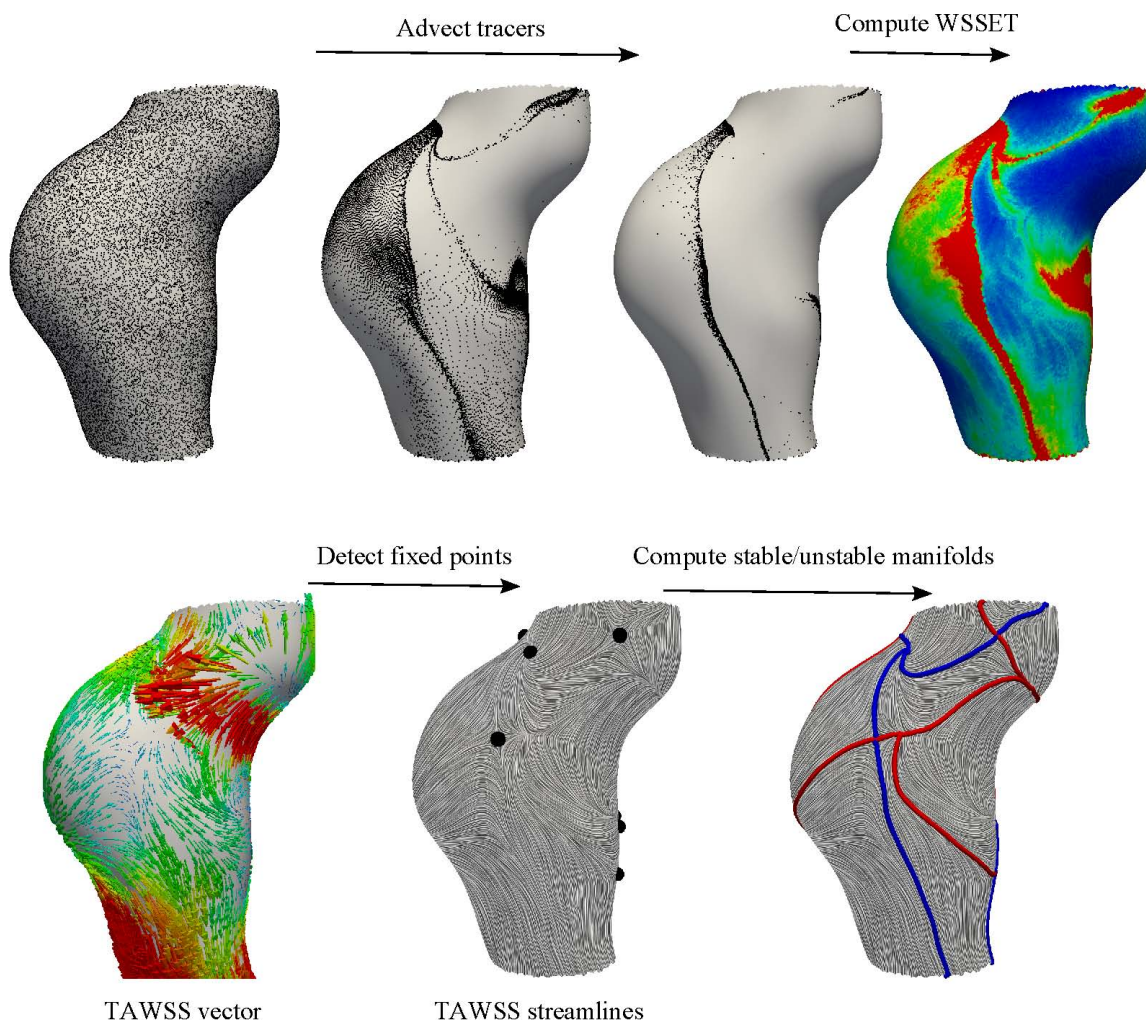 Advect tracers
Compute WSSET
Detect fixed points
Compute stable/unstable manifolds
TAWSS vector
TAWSS streamlines